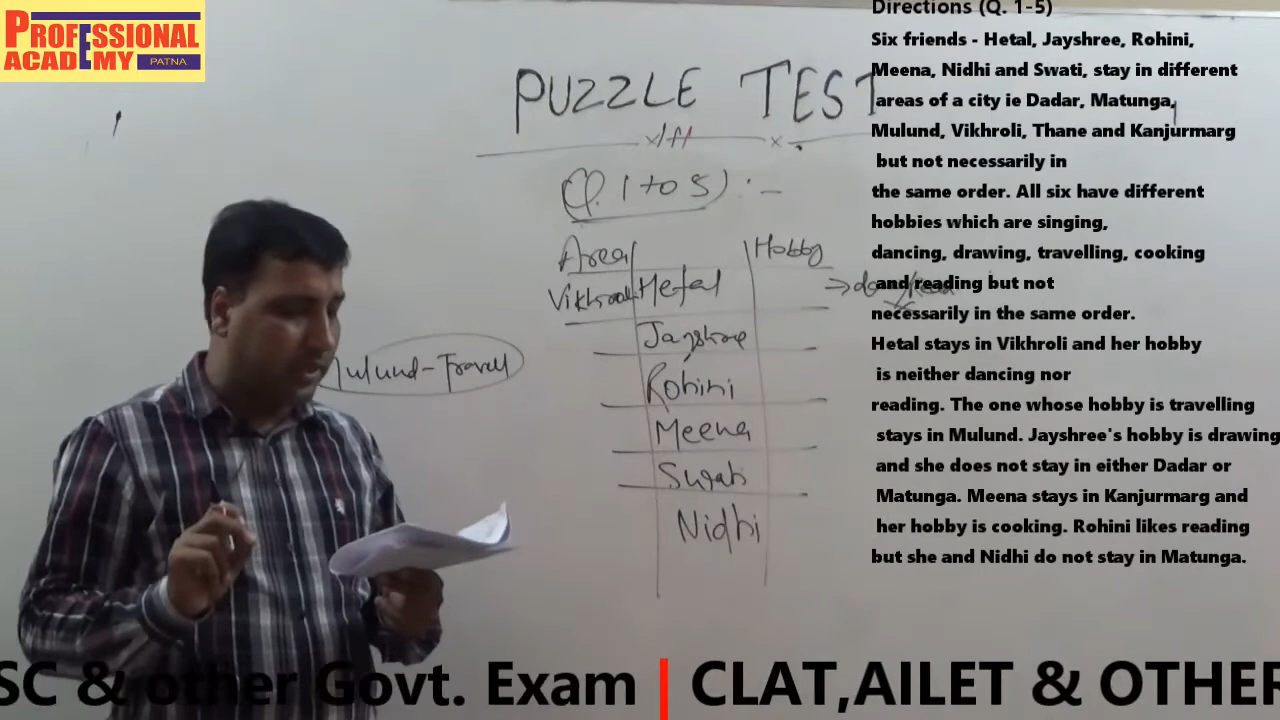 PROFESSIONAL
ACADEMY PATNA
PUZZLE TEST
(Q. 1 to 5) :-
Area Hobby
Hetal
Jayshree
Rohini
Meena
Swati
Nidhi
Mulund-Travell
Directions (Q. 1-5)
Six friends - Hetal, Jayshree, Rohini,
Meena, Nidhi and Swati, stay in different
areas of a city ie Dadar, Matunga,
Mulund, Vikhroli, Thane and Kanjurmarg
but not necessarily in
the same order. All six have different
hobbies which are singing,
dancing, drawing, travelling, cooking
and reading but not
necessarily in the same order.
Hetal stays in Vikhroli and her hobby
is neither dancing nor
reading. The one whose hobby is travelling
stays in Mulund. Jayshree's hobby is drawing
and she does not stay in either Dadar or
Matunga. Meena stays in Kanjurmarg and
her hobby is cooking. Rohini likes reading
but she and Nidhi do not stay in Matunga.
SC & other Govt. Exam | CLAT,AILET & OTHER